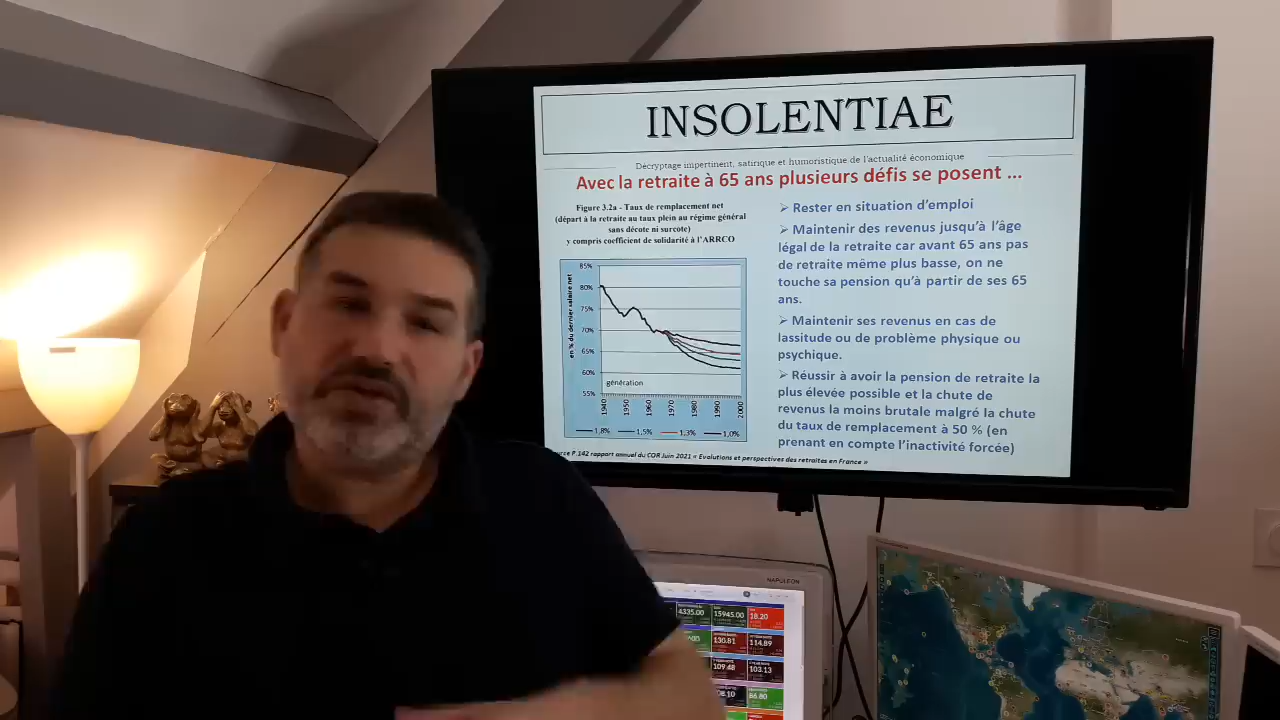 INSOLENTIAE
Décryptage impertinent, satirique et humoristique de l'actualité économique
Avec la retraite à 65 ans plusieurs défis se posent ...
Figure 3.2a - Taux de remplacement net
(départ à la retraite au taux plein au régime général
sans décote ni surcote)
y compris coefficient de solidarité à l'ARRCO
en % du dernier salaire net
85%
80%
75%
70%
65%
60%
55%
génération
1940
1950
1960
1970
1980
1990
2000
1,8%
1,5%
1,3%
1,0%
➢ Rester en situation d'emploi
➢ Maintenir des revenus jusqu'à l'âge
légal de la retraite car avant 65 ans pas
de retraite même plus basse, on ne
touche sa pension qu'à partir de ses 65
ans.
➢ Maintenir ses revenus en cas de
lassitude ou de problème physique ou
psychique.
➢ Réussir à avoir la pension de retraite la
plus élevée possible et la chute de
revenus la moins brutale malgré la chute
du taux de remplacement à 50 % (en
prenant en compte l'inactivité forcée)
P.142 rapport annuel du COR Juin 2021 « Evolutions et perspectives des retraites en France »
NAPOLEON
4335.00
15945.00
18.20
130.81
114.89
109.48
103.13
86.80